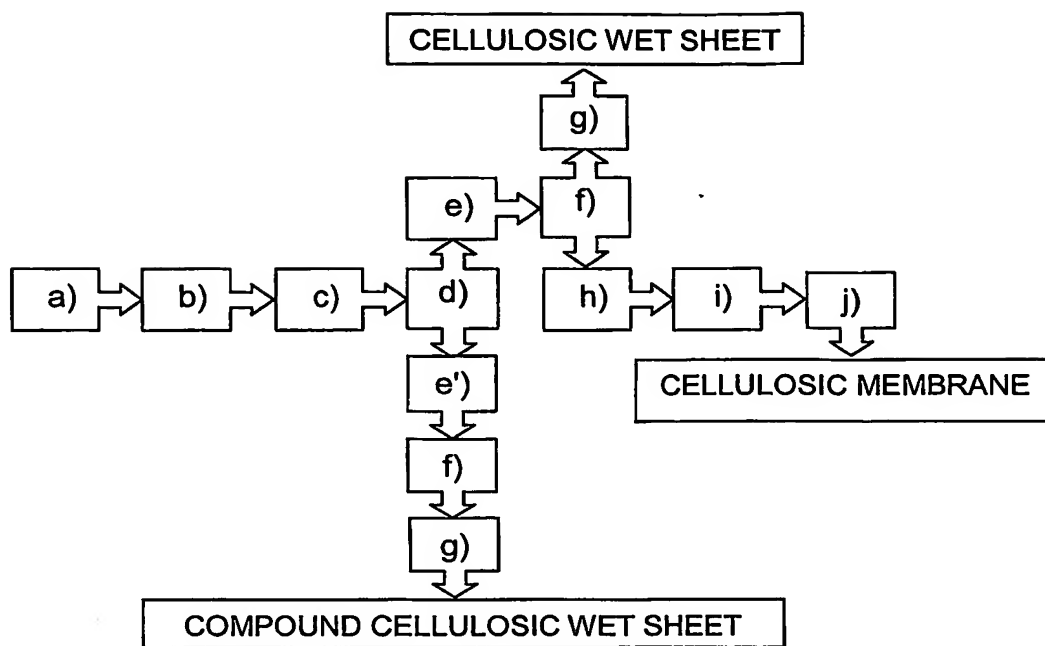 CELLULOSIC WET SHEET
g)
e) f)
a) b) c) d) h) i) j)
e') CELLULOSIC MEMBRANE
f)
g)
COMPOUND CELLULOSIC WET SHEET